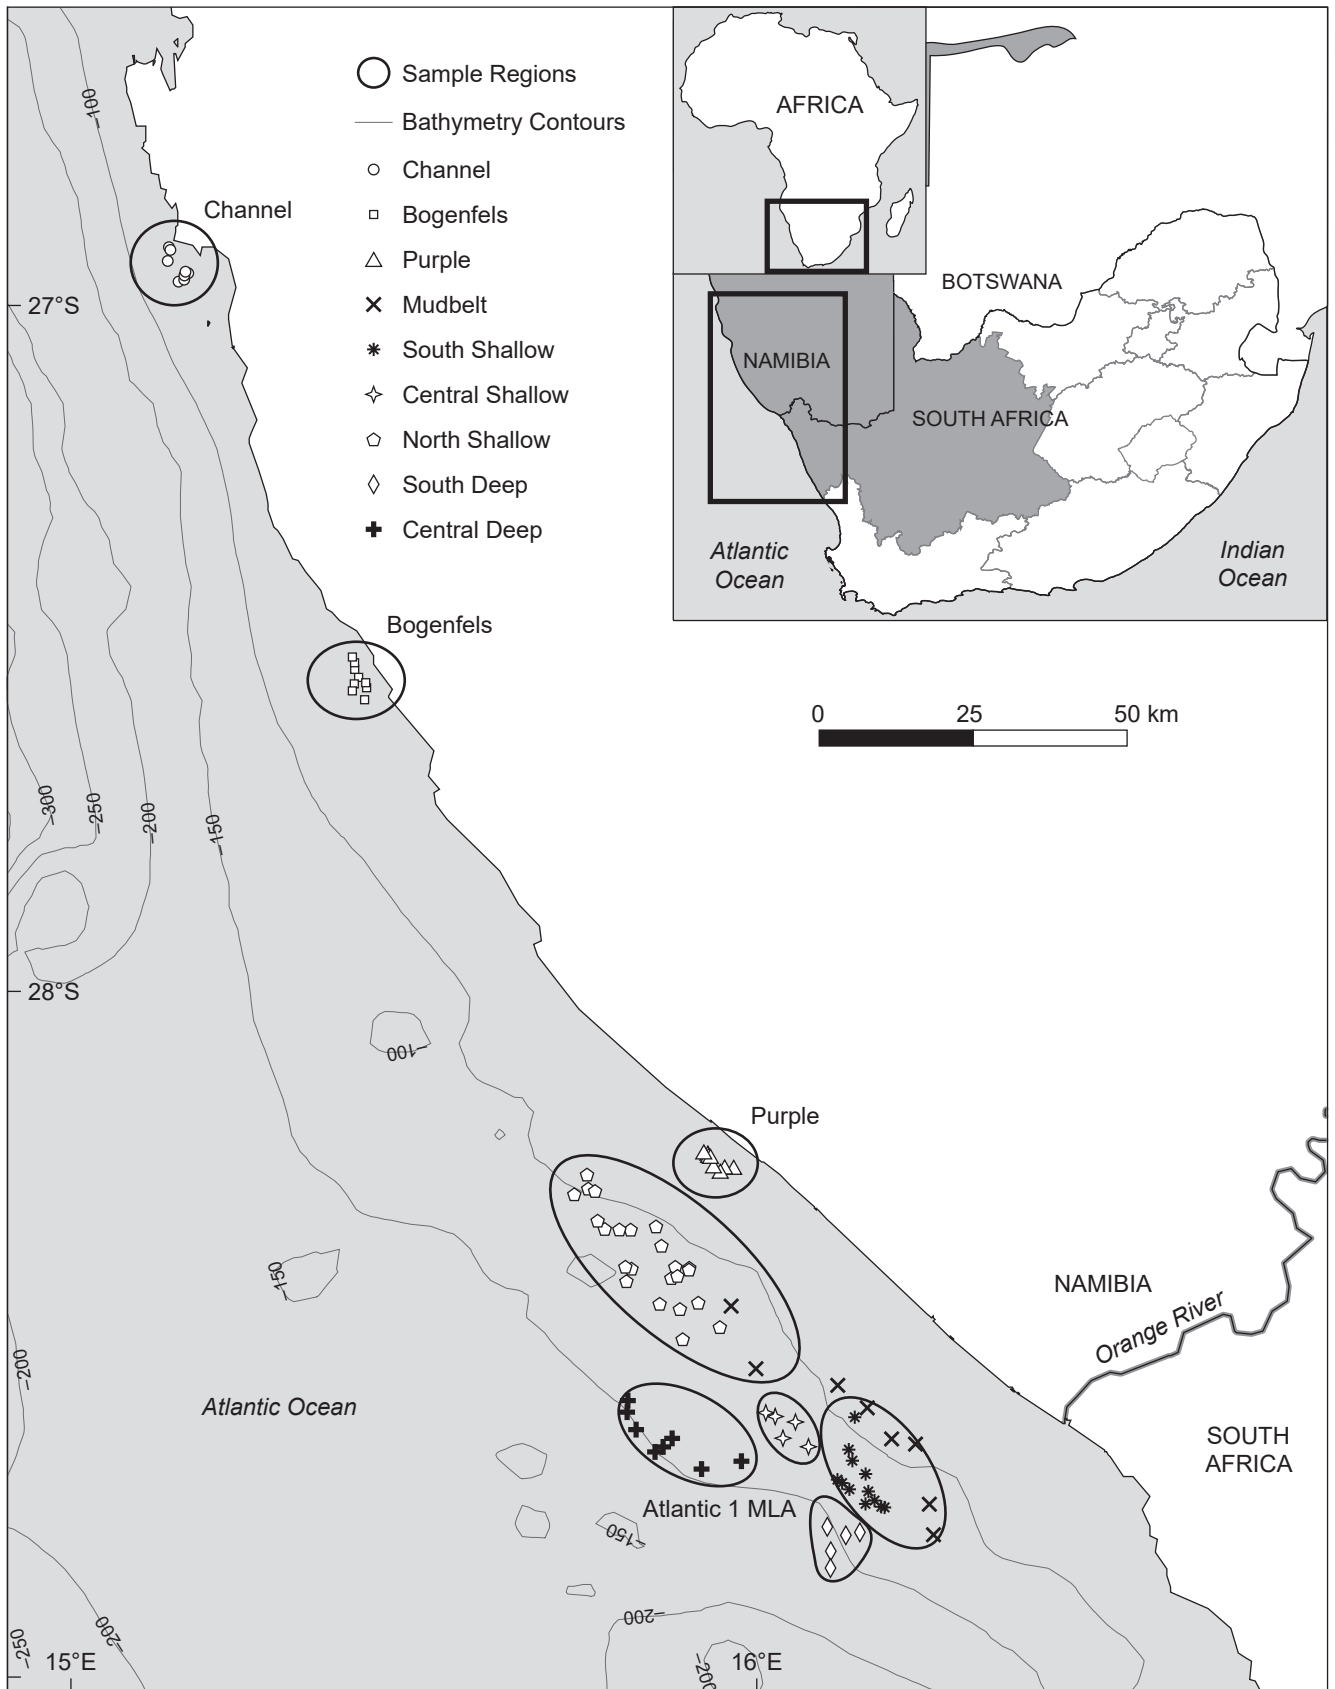 Sample Regions
Bathymetry Contours
Channel
Bogenfels
Purple
Mudbelt
South Shallow
Central Shallow
North Shallow
South Deep
Central Deep
AFRICA
BOTSWANA
NAMIBIA
SOUTH AFRICA
Atlantic
Ocean
Indian
Ocean
–100
Channel
27°S
Bogenfels
0 25 50 km
–300
–250
–200
–150
28°S
–100
Purple
–150
NAMIBIA
Orange River
–200
Atlantic Ocean
SOUTH
AFRICA
Atlantic 1 MLA
–150
–200
–200
–250
–200
15°E
16°E